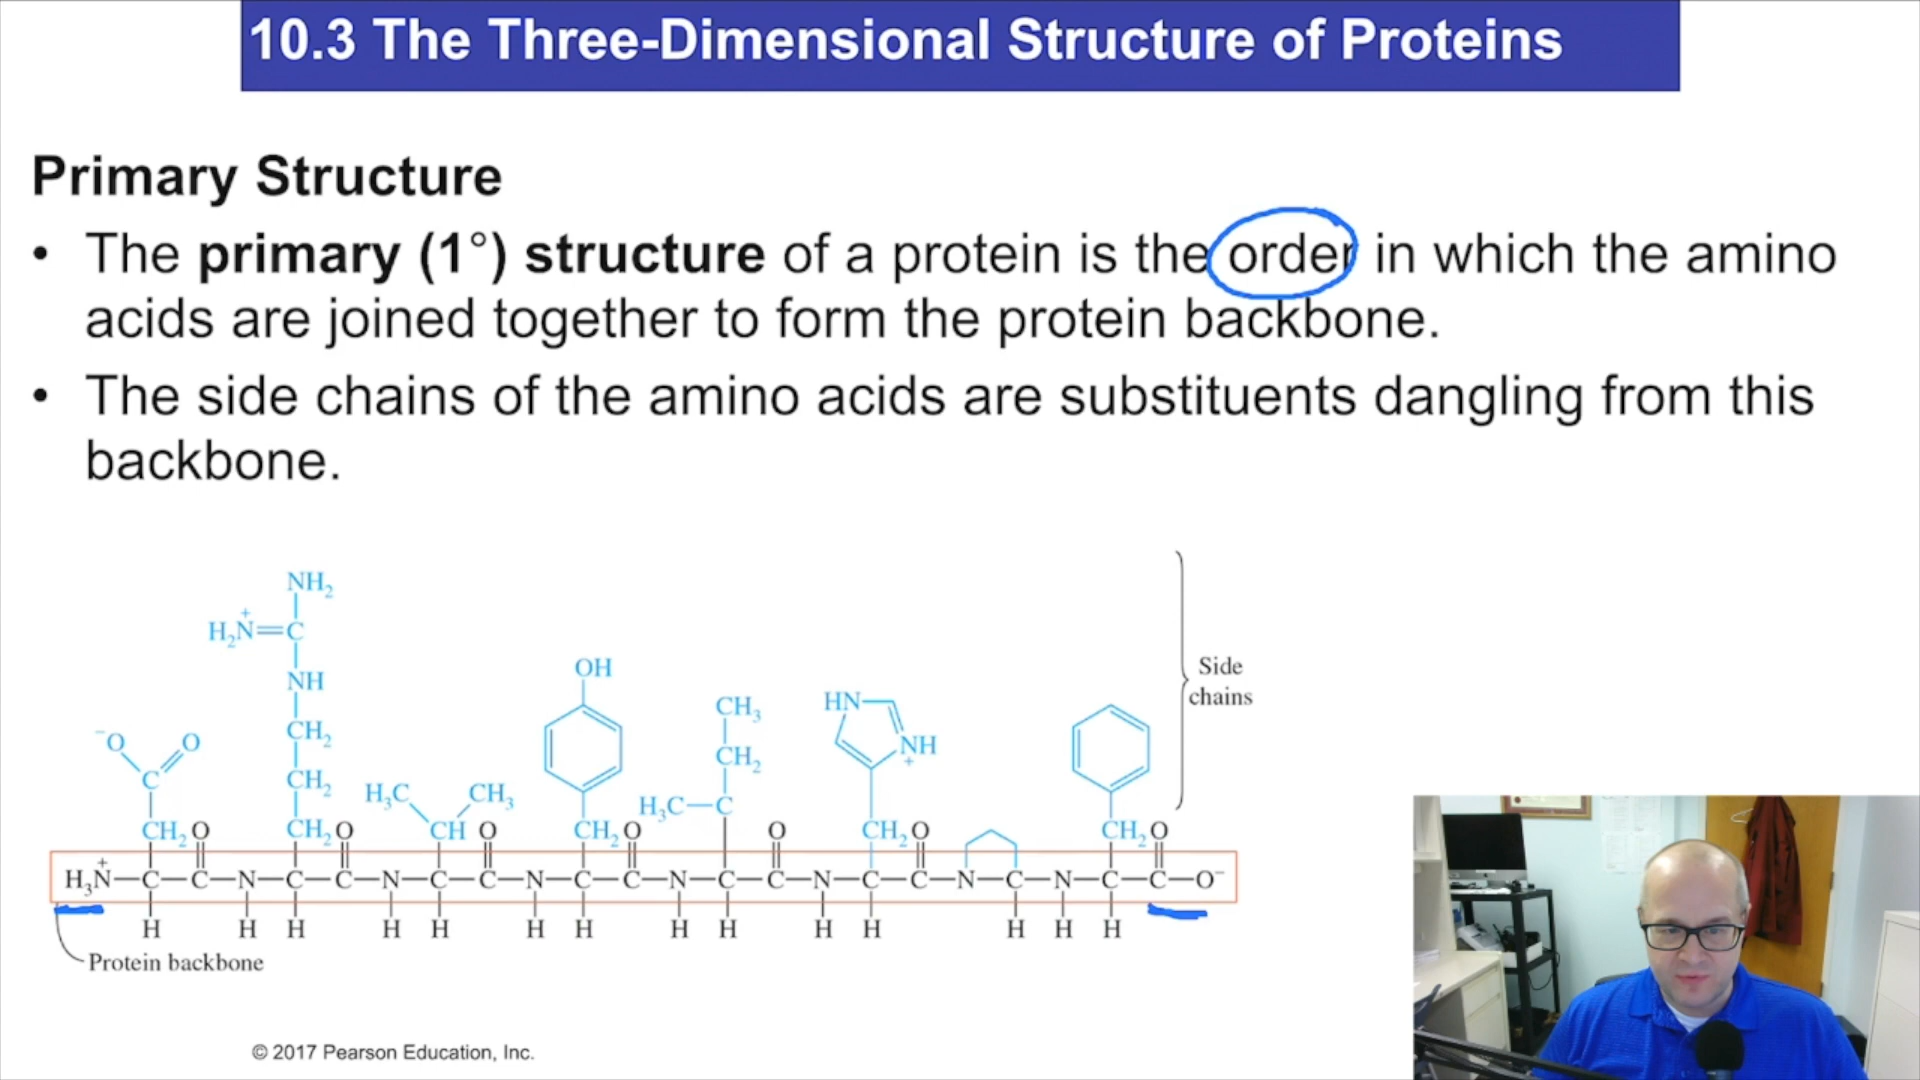 10.3 The Three-Dimensional Structure of Proteins
Primary Structure
• The primary (1°) structure of a protein is the order in which the amino
acids are joined together to form the protein backbone.
• The side chains of the amino acids are substituents dangling from this
backbone.
NH₂
H₂N⁺=C
NH
OH
CH₂
CH₂
⁻O O
C
H₃C CH₃
CH₃
CH₂
H₃C—C
HN
NH⁺
Side
chains
CH₂ O CH₂ O CH O CH₂ O O CH₂ O CH₂ O
H₃N⁺—C—C—N—C—C—N—C—C—N—C—C—N—C—C—N—C—C—N—C—N—C—C—O⁻
H H H H H H H H H H H H H H
Protein backbone
© 2017 Pearson Education, Inc.